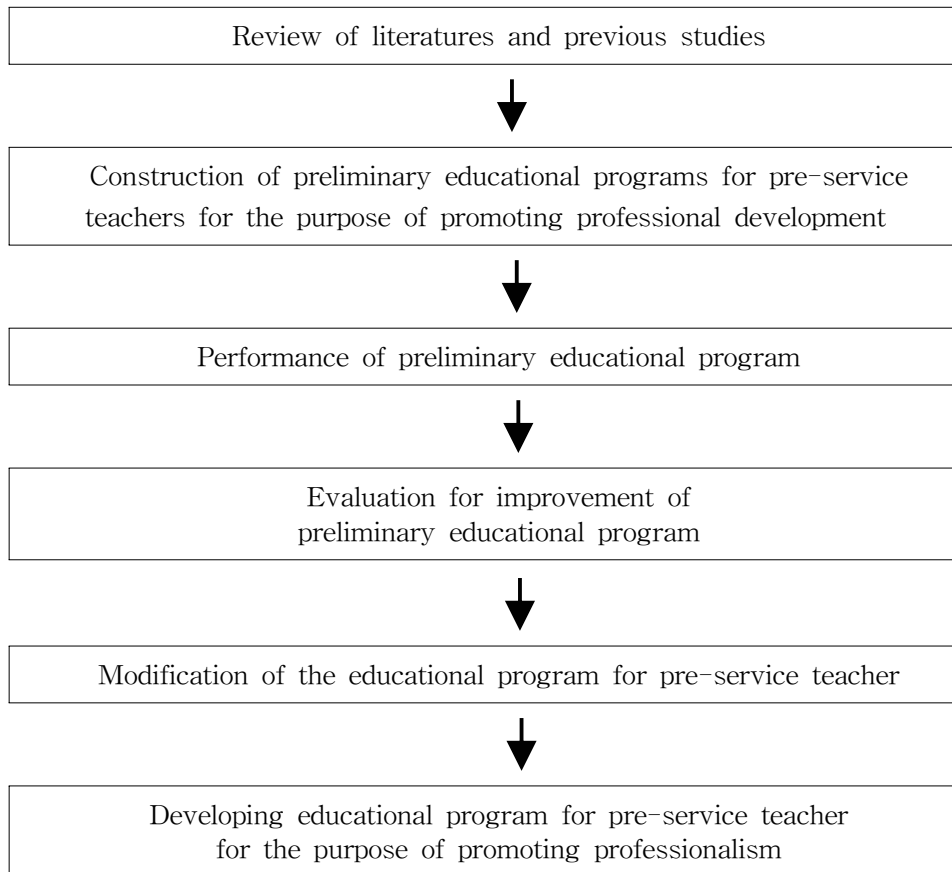 Review of literatures and previous studies
Construction of preliminary educational programs for pre-service
teachers for the purpose of promoting professional development
Performance of preliminary educational program
Evaluation for improvement of
preliminary educational program
Modification of the educational program for pre-service teacher
Developing educational program for pre-service teacher
for the purpose of promoting professionalism